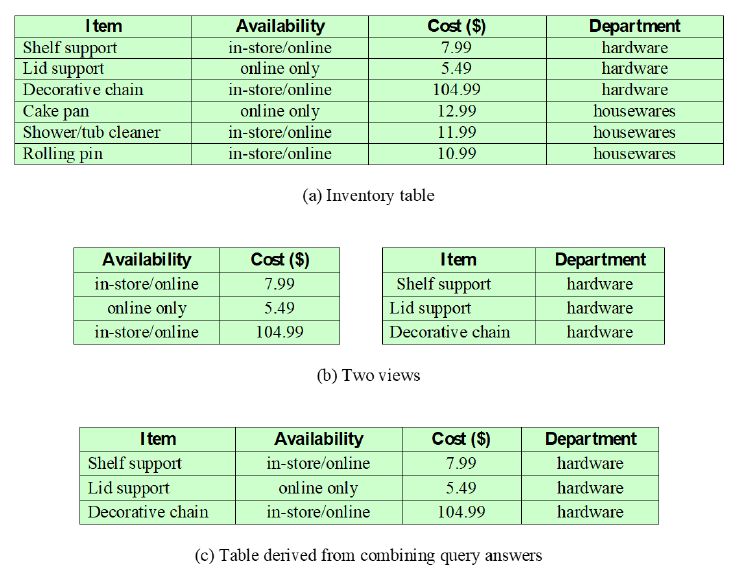 Item Availability Cost ($) Department
Shelf support in-store/online 7.99 hardware
Lid support online only 5.49 hardware
Decorative chain in-store/online 104.99 hardware
Cake pan online only 12.99 housewares
Shower/tub cleaner in-store/online 11.99 housewares
Rolling pin in-store/online 10.99 housewares
(a) Inventory table
Availability Cost ($)
in-store/online 7.99
online only 5.49
in-store/online 104.99
Item Department
Shelf support hardware
Lid support hardware
Decorative chain hardware
(b) Two views
Item Availability Cost ($) Department
Shelf support in-store/online 7.99 hardware
Lid support online only 5.49 hardware
Decorative chain in-store/online 104.99 hardware
(c) Table derived from combining query answers